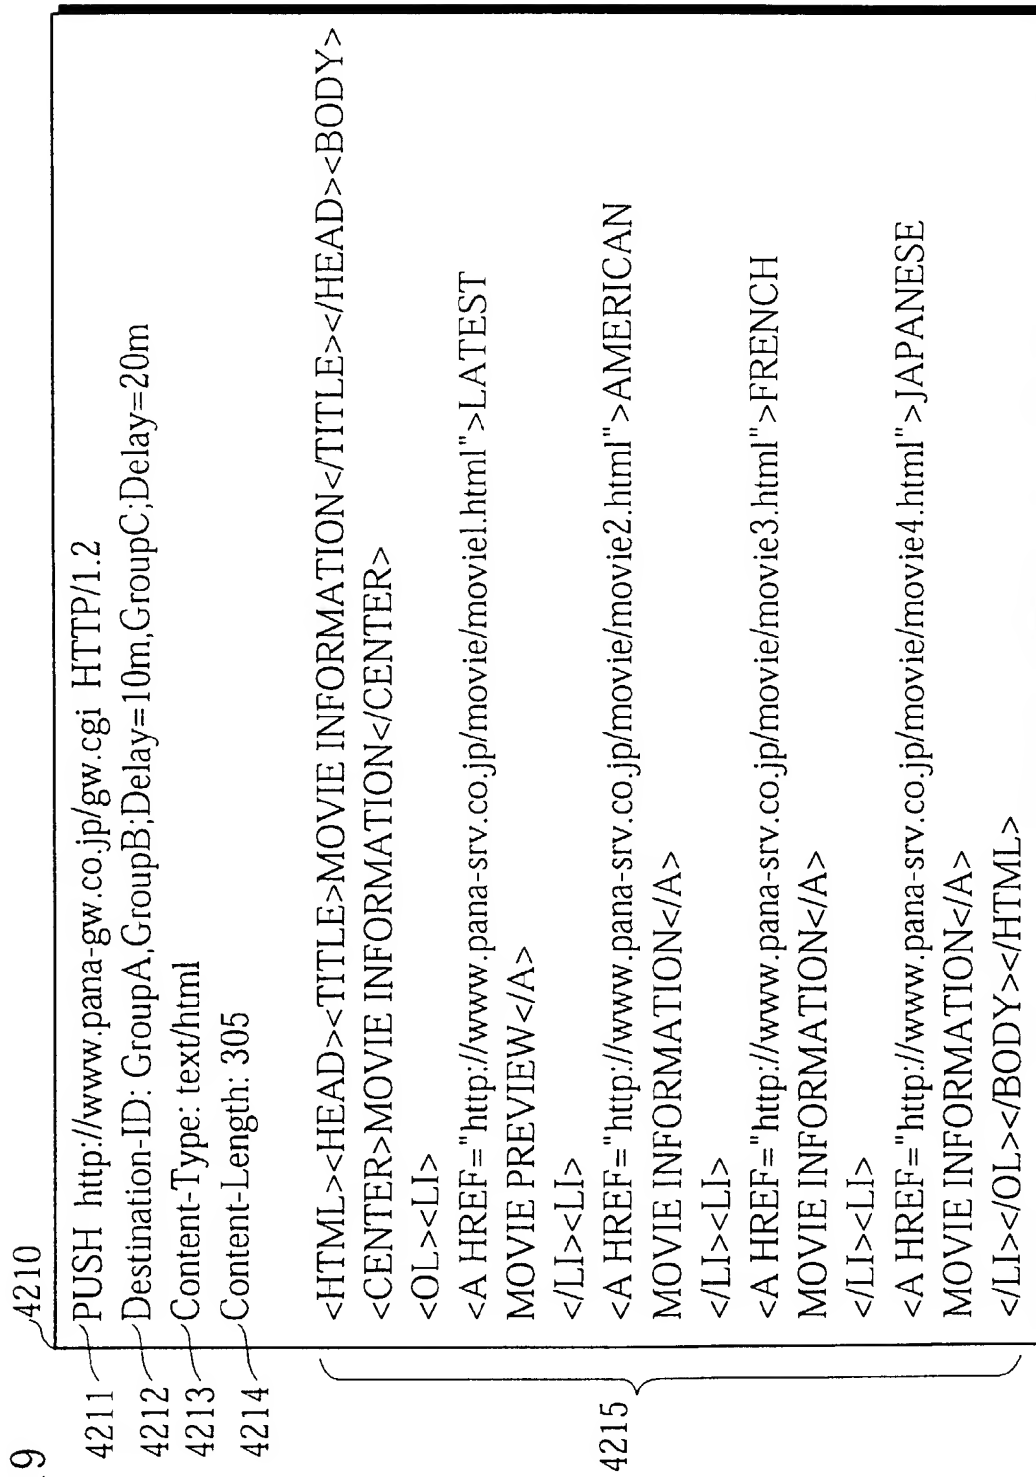 9
4210
4211 PUSH http://www.pana-gw.co.jp/gw.cgi HTTP/1.2
4212 Destination-ID: GroupA,GroupB;Delay=10m,GroupC;Delay=20m
4213 Content-Type: text/html
4214 Content-Length: 305
4215
<HTML><HEAD><TITLE>MOVIE INFORMATION</TITLE></HEAD><BODY>
<CENTER>MOVIE INFORMATION</CENTER>
<OL><LI>
<A HREF="http://www.pana-srv.co.jp/movie/movie1.html">LATEST
MOVIE PREVIEW</A>
</LI><LI>
<A HREF="http://www.pana-srv.co.jp/movie/movie2.html">AMERICAN
MOVIE INFORMATION</A>
</LI><LI>
<A HREF="http://www.pana-srv.co.jp/movie/movie3.html">FRENCH
MOVIE INFORMATION</A>
</LI><LI>
<A HREF="http://www.pana-srv.co.jp/movie/movie4.html">JAPANESE
MOVIE INFORMATION</A>
</LI></OL></BODY></HTML>